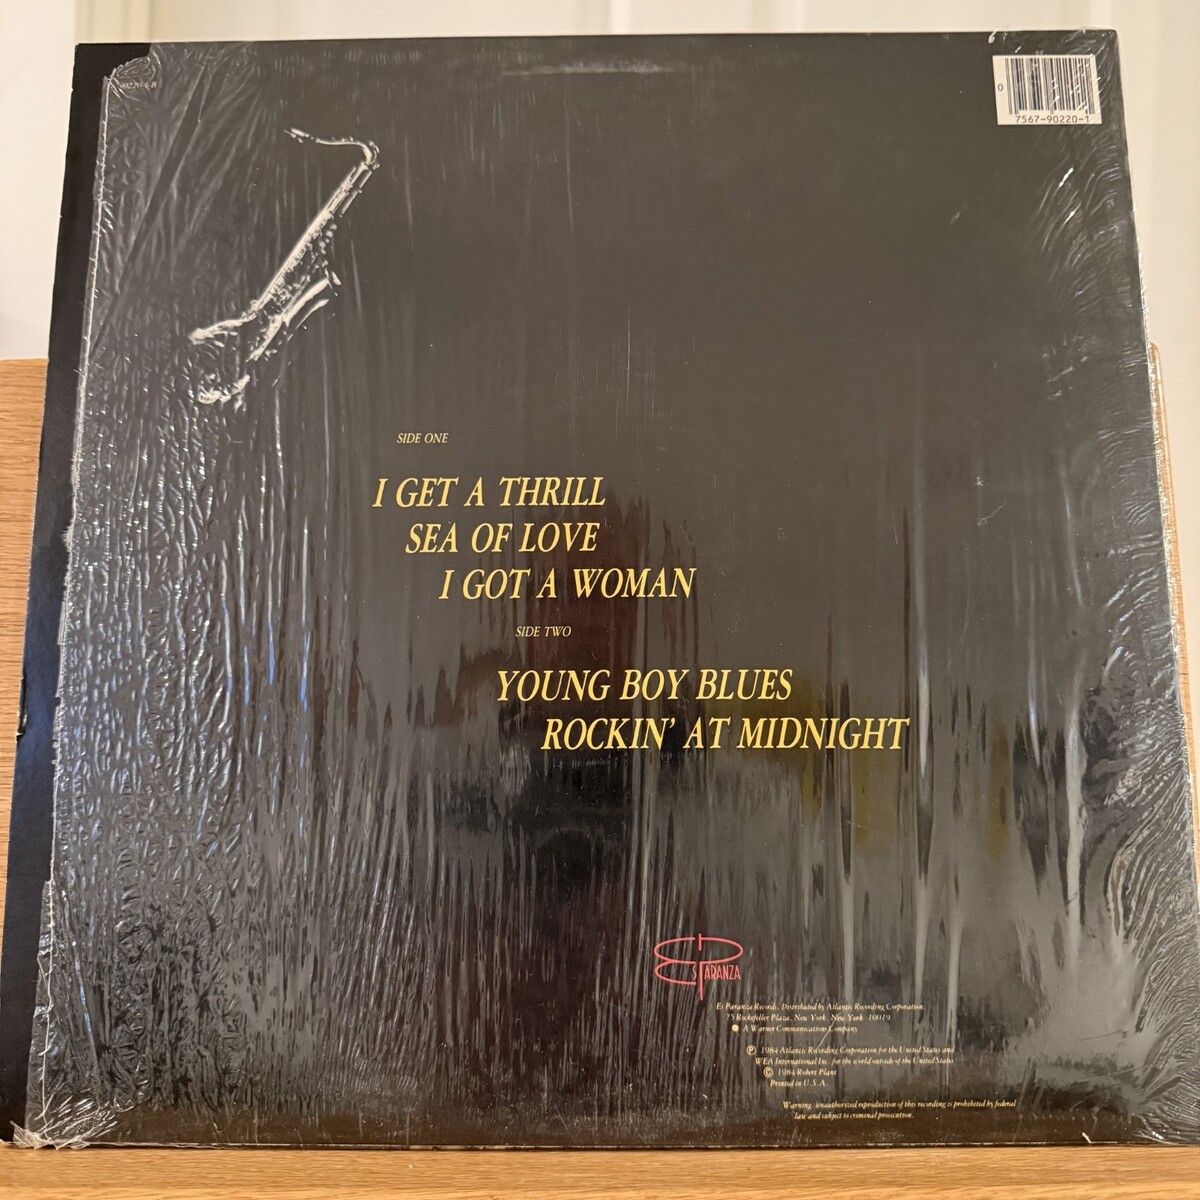 90220-1-B
0
7567-90220-1
SIDE ONE
I GET A THRILL
SEA OF LOVE
I GOT A WOMAN
SIDE TWO
YOUNG BOY BLUES
ROCKIN' AT MIDNIGHT
ESPARANZA
Es Paranza Records. Distributed by Atlantic Recording Corporation.
75 Rockefeller Plaza, New York, New York 10019
A Warner Communications Company
℗ 1984 Atlantic Recording Corporation for the United States and
WEA International Inc. for the world outside of the United States
© 1984 Robert Plant
Printed in U.S.A.
Warning: unauthorized reproduction of this recording is prohibited by federal
law and subject to criminal prosecution.